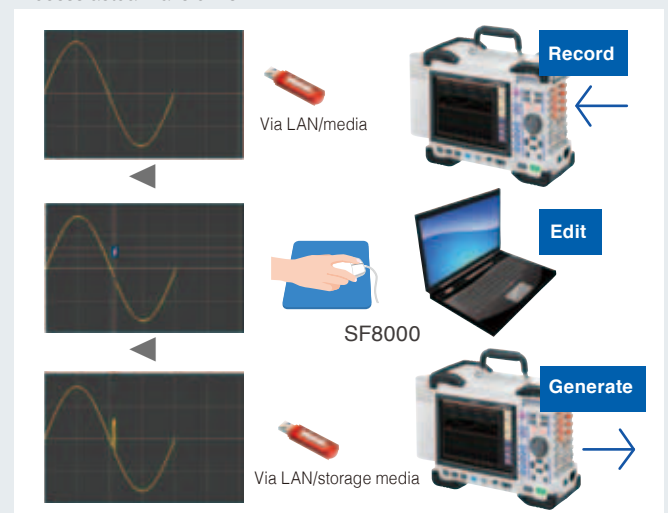 Record
Via LAN/media
Edit
SF8000
Generate
Via LAN/storage media